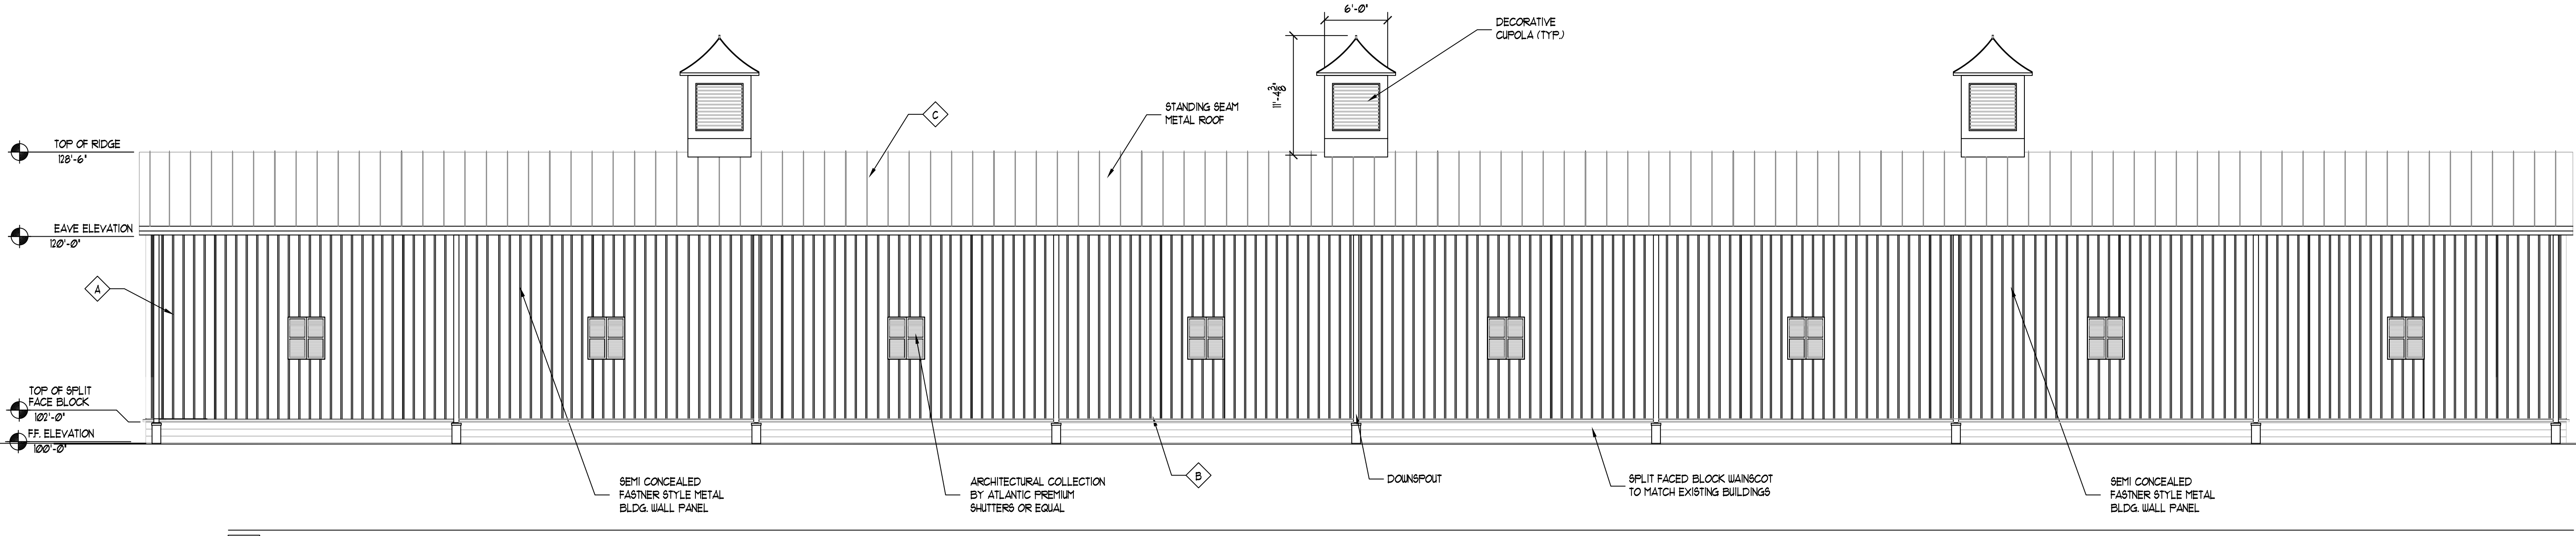 6'-0"
DECORATIVE
CUPOLA (TYP.)
11'-4 3/8"
C
STANDING SEAM
METAL ROOF
TOP OF RIDGE
128'-6"
EAVE ELEVATION
120'-0"
A
TOP OF SPLIT
FACE BLOCK
102'-0"
F.F. ELEVATION
100'-0"
SEMI CONCEALED
FASTNER STYLE METAL
BLDG. WALL PANEL
ARCHITECTURAL COLLECTION
BY ATLANTIC PREMIUM
SHUTTERS OR EQUAL
B
DOWNSPOUT
SPLIT FACED BLOCK WAINSCOT
TO MATCH EXISTING BUILDINGS
SEMI CONCEALED
FASTNER STYLE METAL
BLDG. WALL PANEL